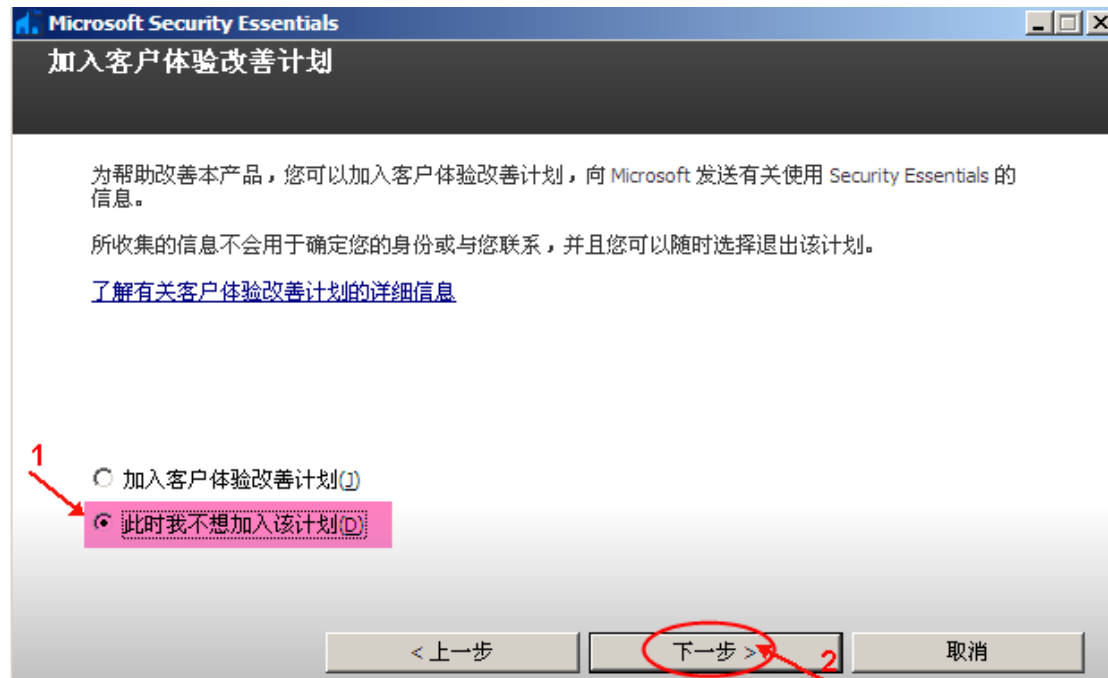 Microsoft Security Essentials
加入客户体验改善计划
为帮助改善本产品，您可以加入客户体验改善计划，向 Microsoft 发送有关使用 Security Essentials 的
信息。
所收集的信息不会用于确定您的身份或与您联系，并且您可以随时选择退出该计划。
了解有关客户体验改善计划的详细信息
1
加入客户体验改善计划(J)
此时我不想加入该计划(D)
< 上一步
下一步 >
2
取消